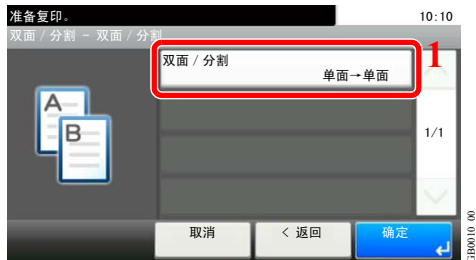 准备复印。 10:10
双面 / 分割 - 双面 / 分割
双面 / 分割
单面→单面
1
A
B
1/1
取消
< 返回
确定
GB0010_00